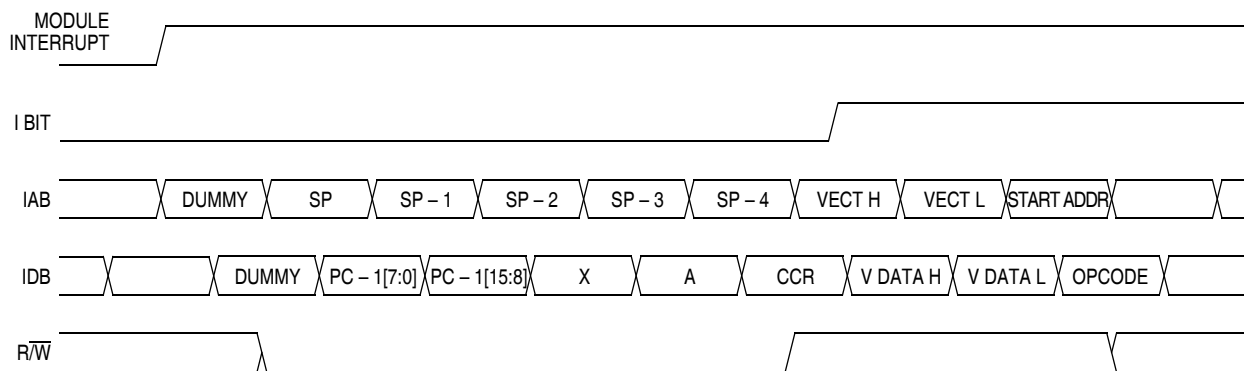 MODULE
INTERRUPT
I BIT
IAB DUMMY SP SP – 1 SP – 2 SP – 3 SP – 4 VECT H VECT L START ADDR
IDB DUMMY PC – 1[7:0] PC – 1[15:8] X A CCR V DATA H V DATA L OPCODE
R/W